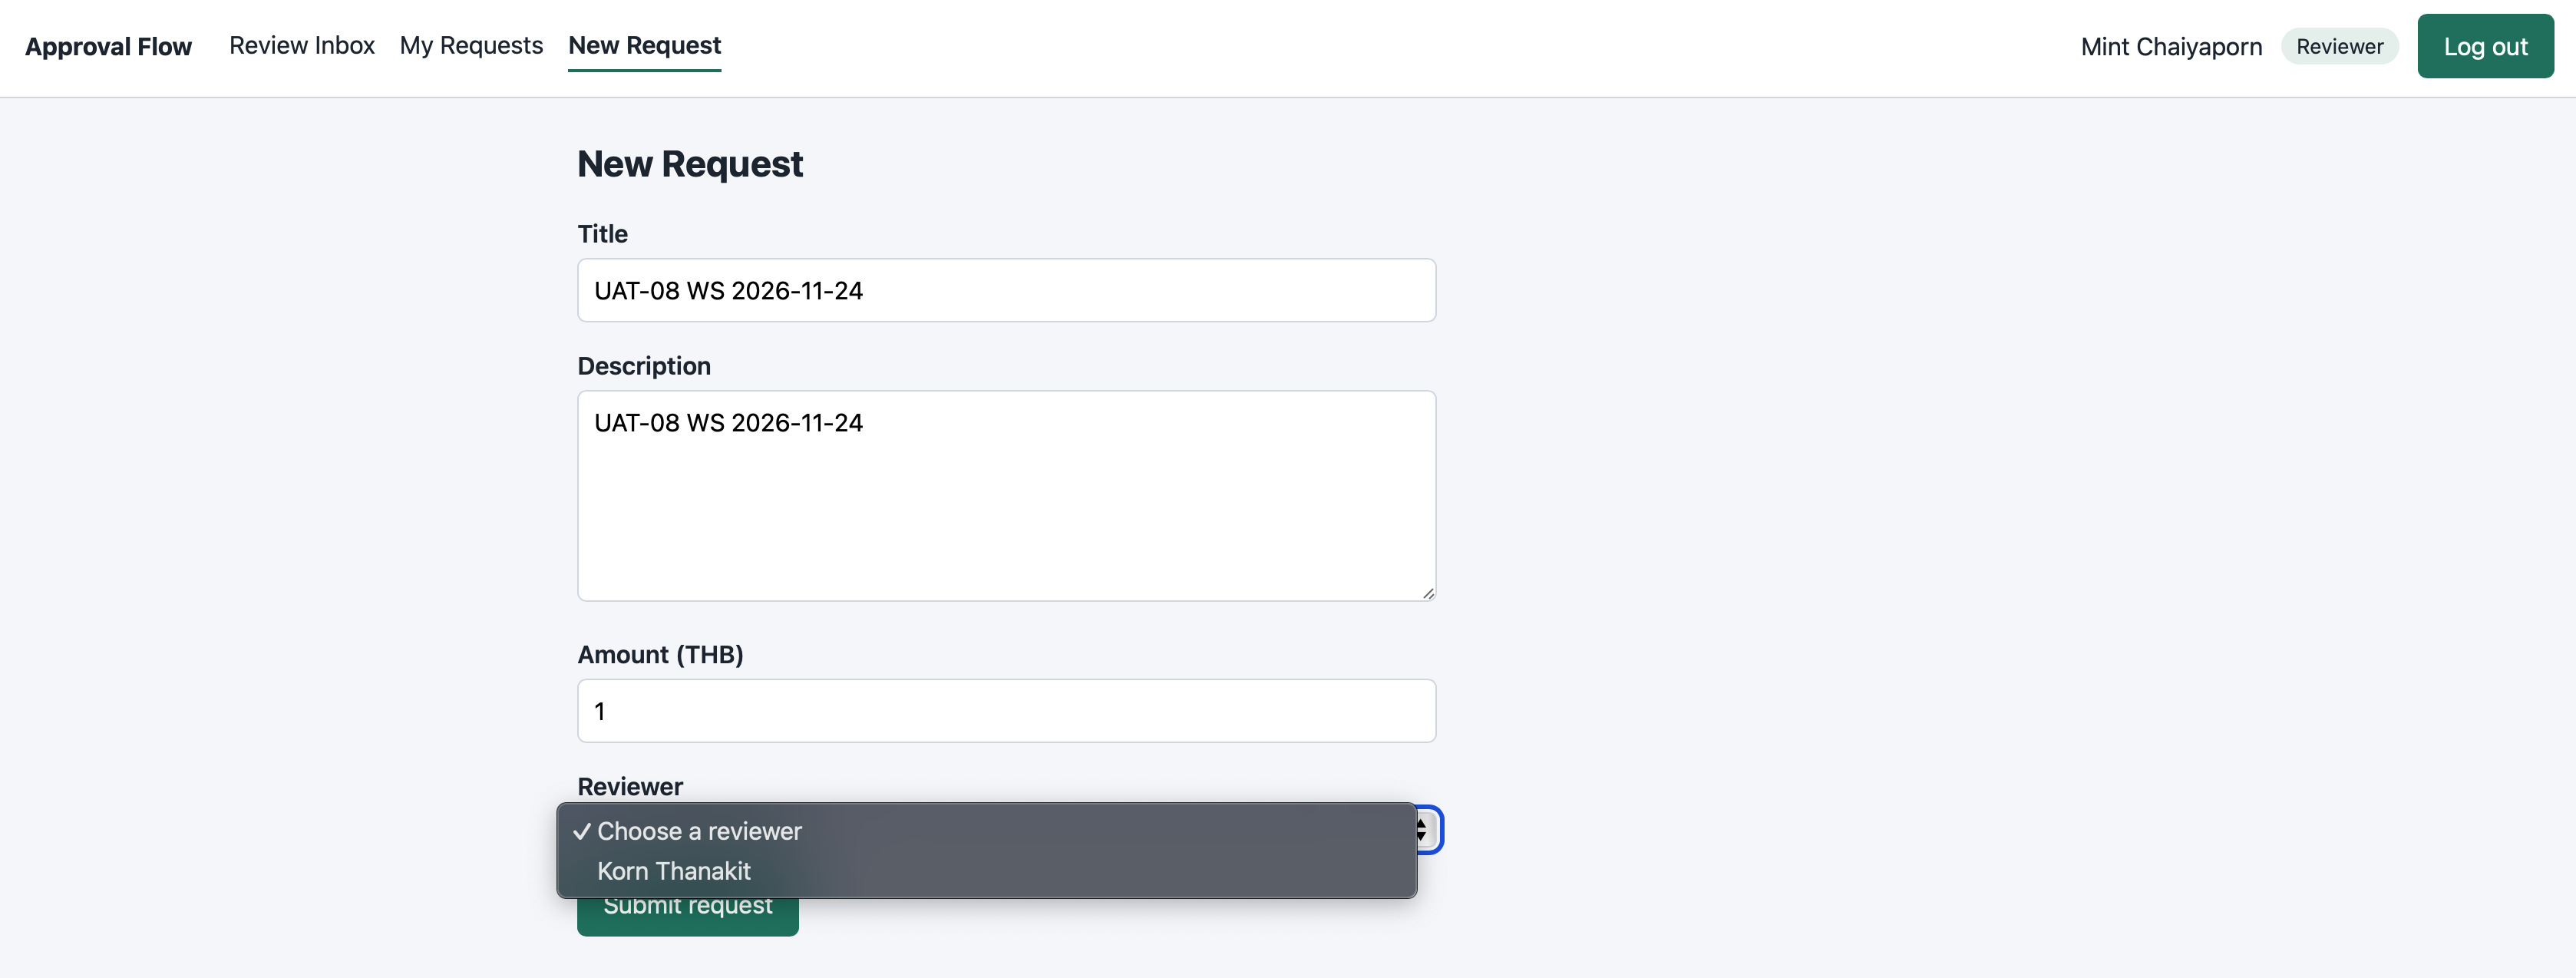 Approval Flow Review Inbox My Requests New Request Mint Chaiyaporn Reviewer Log out
New Request
Title
UAT-08 WS 2026-11-24
Description
UAT-08 WS 2026-11-24
Amount (THB)
1
Reviewer
✓ Choose a reviewer
Korn Thanakit
Submit request